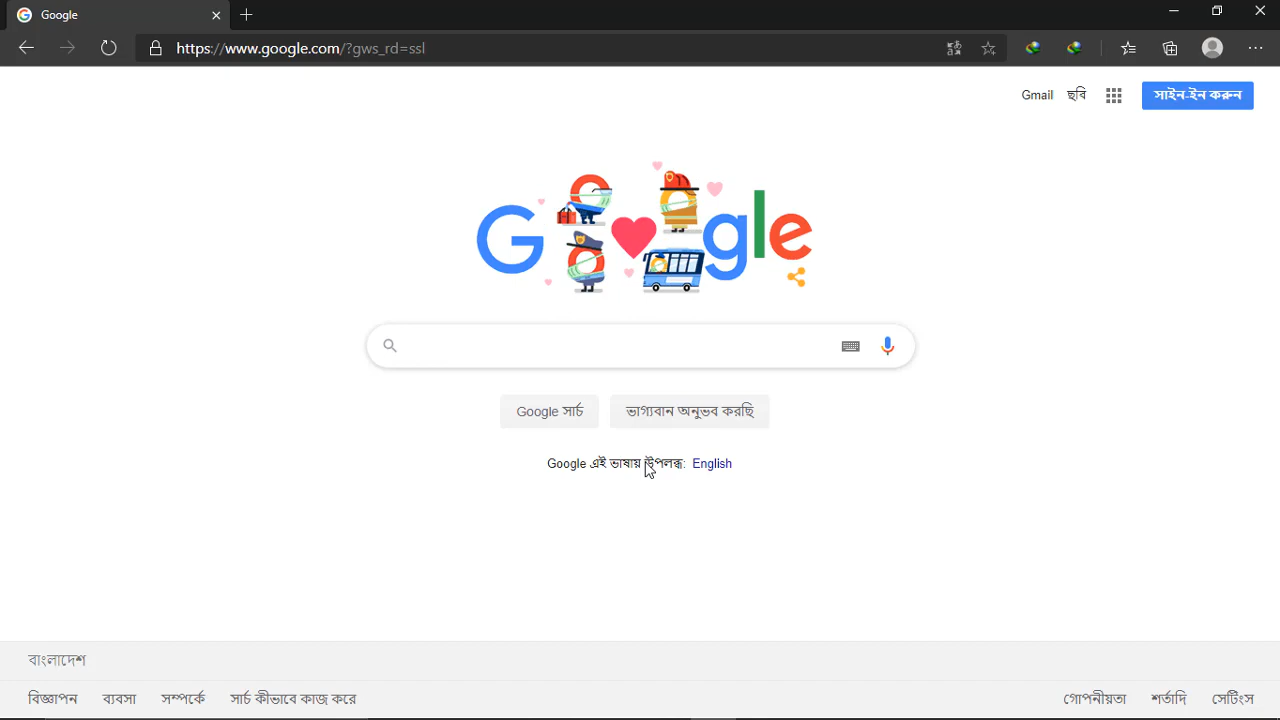 Google
https://www.google.com/?gws_rd=ssl
Gmail ছবি সাইন-ইন করুন
Google সার্চ ভাগ্যবান অনুভব করছি
Google এই ভাষায় উপলব্ধ: English
বাংলাদেশ
বিজ্ঞাপন ব্যবসা সম্পর্কে সার্চ কীভাবে কাজ করে গোপনীয়তা শর্তাদি সেটিংস